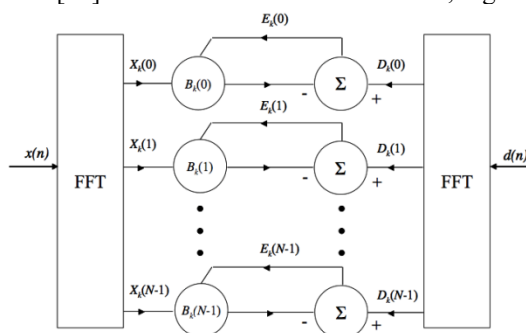 E_k(0)
X_k(0)
D_k(0)
B_k(0)
Σ
-
+
E_k(1)
X_k(1)
D_k(1)
x(n)
d(n)
B_k(1)
Σ
FFT
FFT
-
+
E_k(N-1)
X_k(N-1)
D_k(N-1)
B_k(N-1)
Σ
-
+